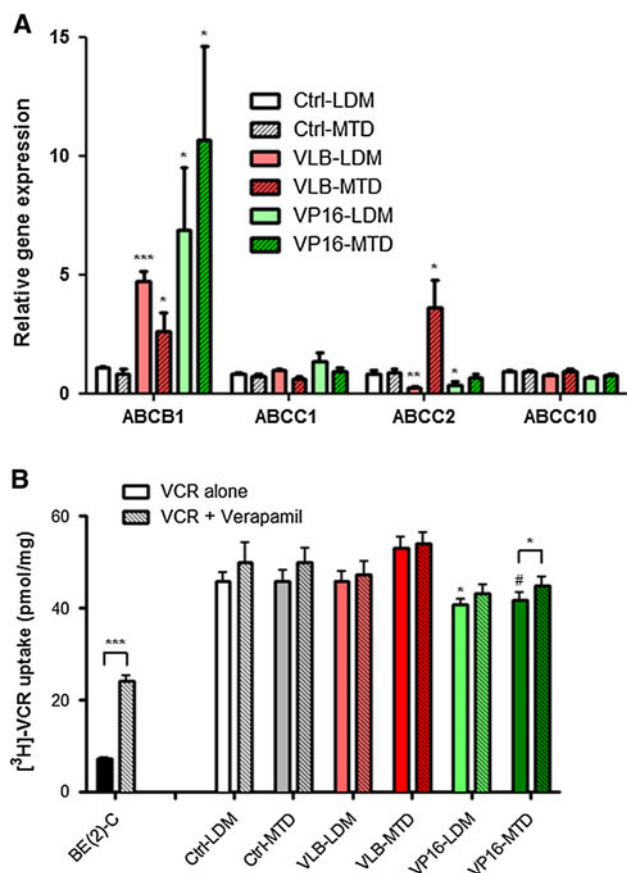 A
Relative gene expression
15
10
5
0
Ctrl-LDM
Ctrl-MTD
VLB-LDM
VLB-MTD
VP16-LDM
VP16-MTD
***
*
*
*
**
*
*
ABCB1
ABCC1
ABCC2
ABCC10
B
[³H]-VCR uptake (pmol/mg)
60
40
20
0
VCR alone
VCR + Verapamil
***
*
#
*
BE(2)-C
Ctrl-LDM
Ctrl-MTD
VLB-LDM
VLB-MTD
VP16-LDM
VP16-MTD